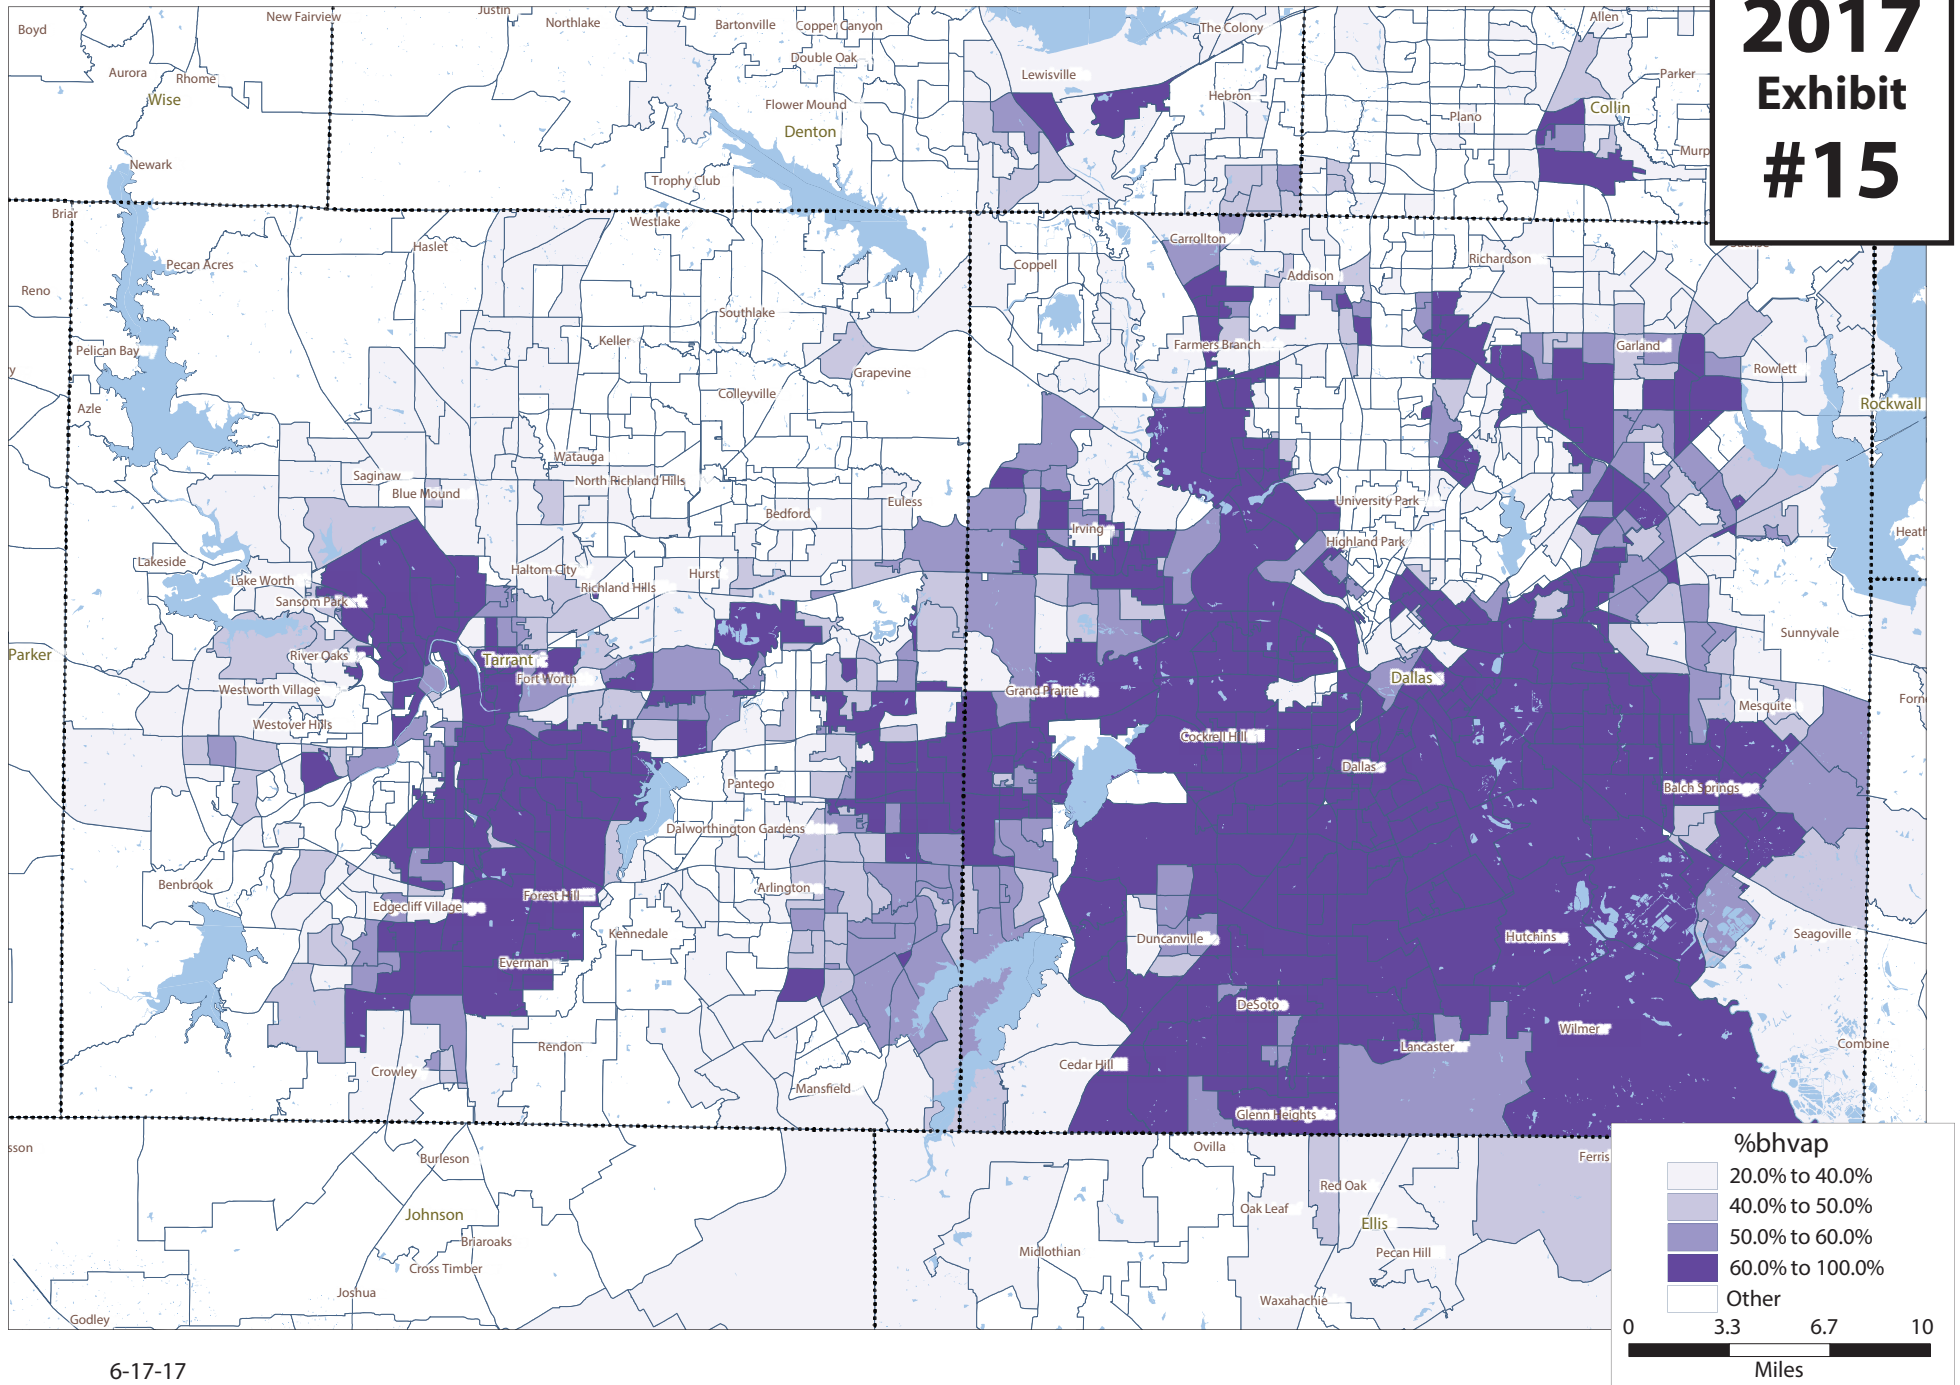 2017
Exhibit
#15
Boyd
New Fairview
Justin
Northlake
Bartonville
Copper Canyon
The Colony
Allen
Aurora
Rhome
Wise
Double Oak
Lewisville
Parker
Flower Mound
Denton
Hebron
Collin
Plano
Murp
Newark
Trophy Club
Briar
Westlake
Haslet
Pecan Acres
Carrollton
Coppell
Addison
Richardson
Reno
Southlake
Keller
Pelican Bay
Farmers Branch
Garland
Grapevine
Rowlett
y
Azle
Colleyville
Rockwall
Watauga
Saginaw
Blue Mound
North Richland Hills
Bedford
Euless
University Park
Irving
Highland Park
Heath
Lakeside
Lake Worth
Haltom City
Hurst
Richland Hills
Sansom Park
Sunnyvale
Parker
River Oaks
Tarrant
Fort Worth
Dallas
Westworth Village
Grand Prairie
Westover Hills
Mesquite
Forn
Cockrell Hill
Dallas
Pantego
Balch Springs
Dalworthington Gardens
Benbrook
Arlington
Edgecliff Village
Forest Hill
Kennedale
Duncanville
Hutchins
Seagoville
Everman
DeSoto
Wilmer
Rendon
Lancaster
Combine
Crowley
Cedar Hill
Mansfield
Glenn Heights
sson
Burleson
Ovilla
Ferris
Red Oak
Johnson
Oak Leaf
Ellis
Briaroaks
Midlothian
Pecan Hill
Cross Timber
Joshua
Waxahachie
Godley
%bhvap
20.0% to 40.0%
40.0% to 50.0%
50.0% to 60.0%
60.0% to 100.0%
Other
0 3.3 6.7 10
Miles
6-17-17